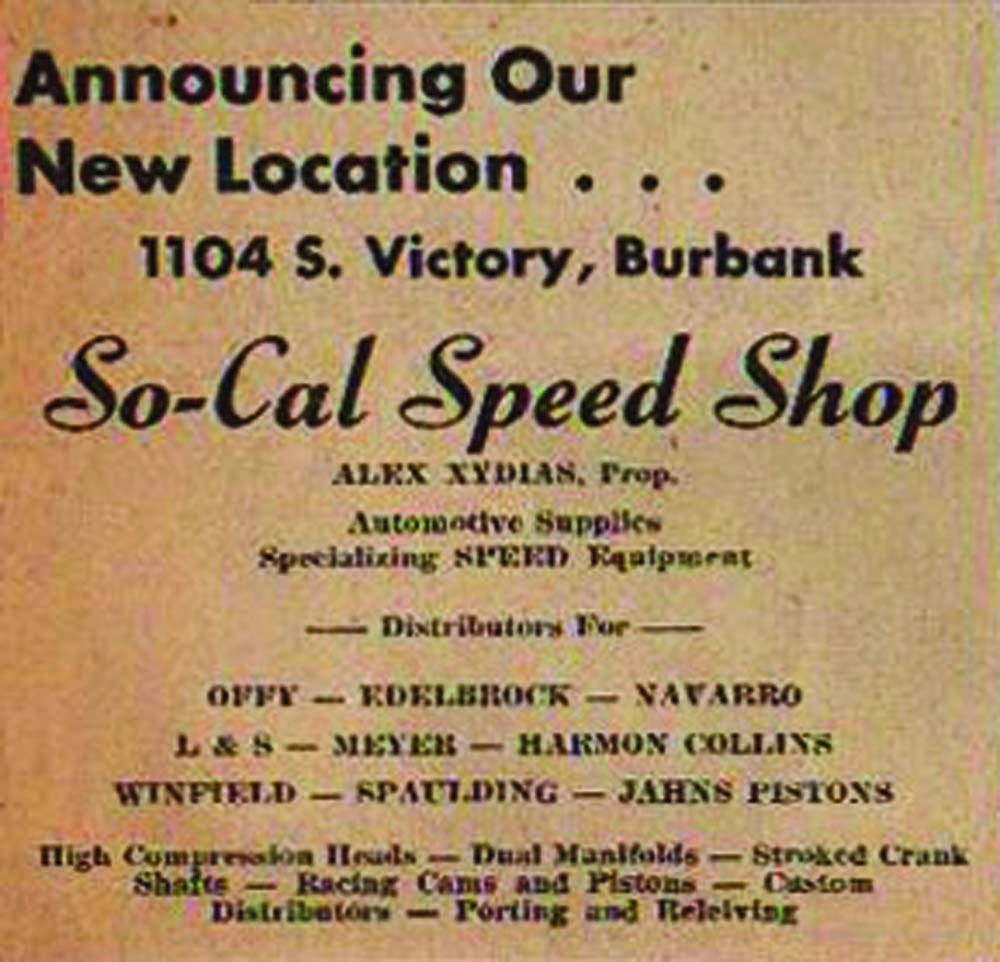 Announcing Our
New Location . . .
1104 S. Victory, Burbank
So-Cal Speed Shop
ALEX XYDIAS, Prop.
Automotive Supplies
Specializing SPEED Equipment
— Distributors For —
OFFY — EDELBROCK — NAVARRO
L & S — MEYER — HARMON COLLINS
WINFIELD — SPAULDING — JAHNS PISTONS
High Compression Heads — Dual Manifolds — Stroked Crank
Shafts — Racing Cams and Pistons — Custom
Distributors — Porting and Releiving